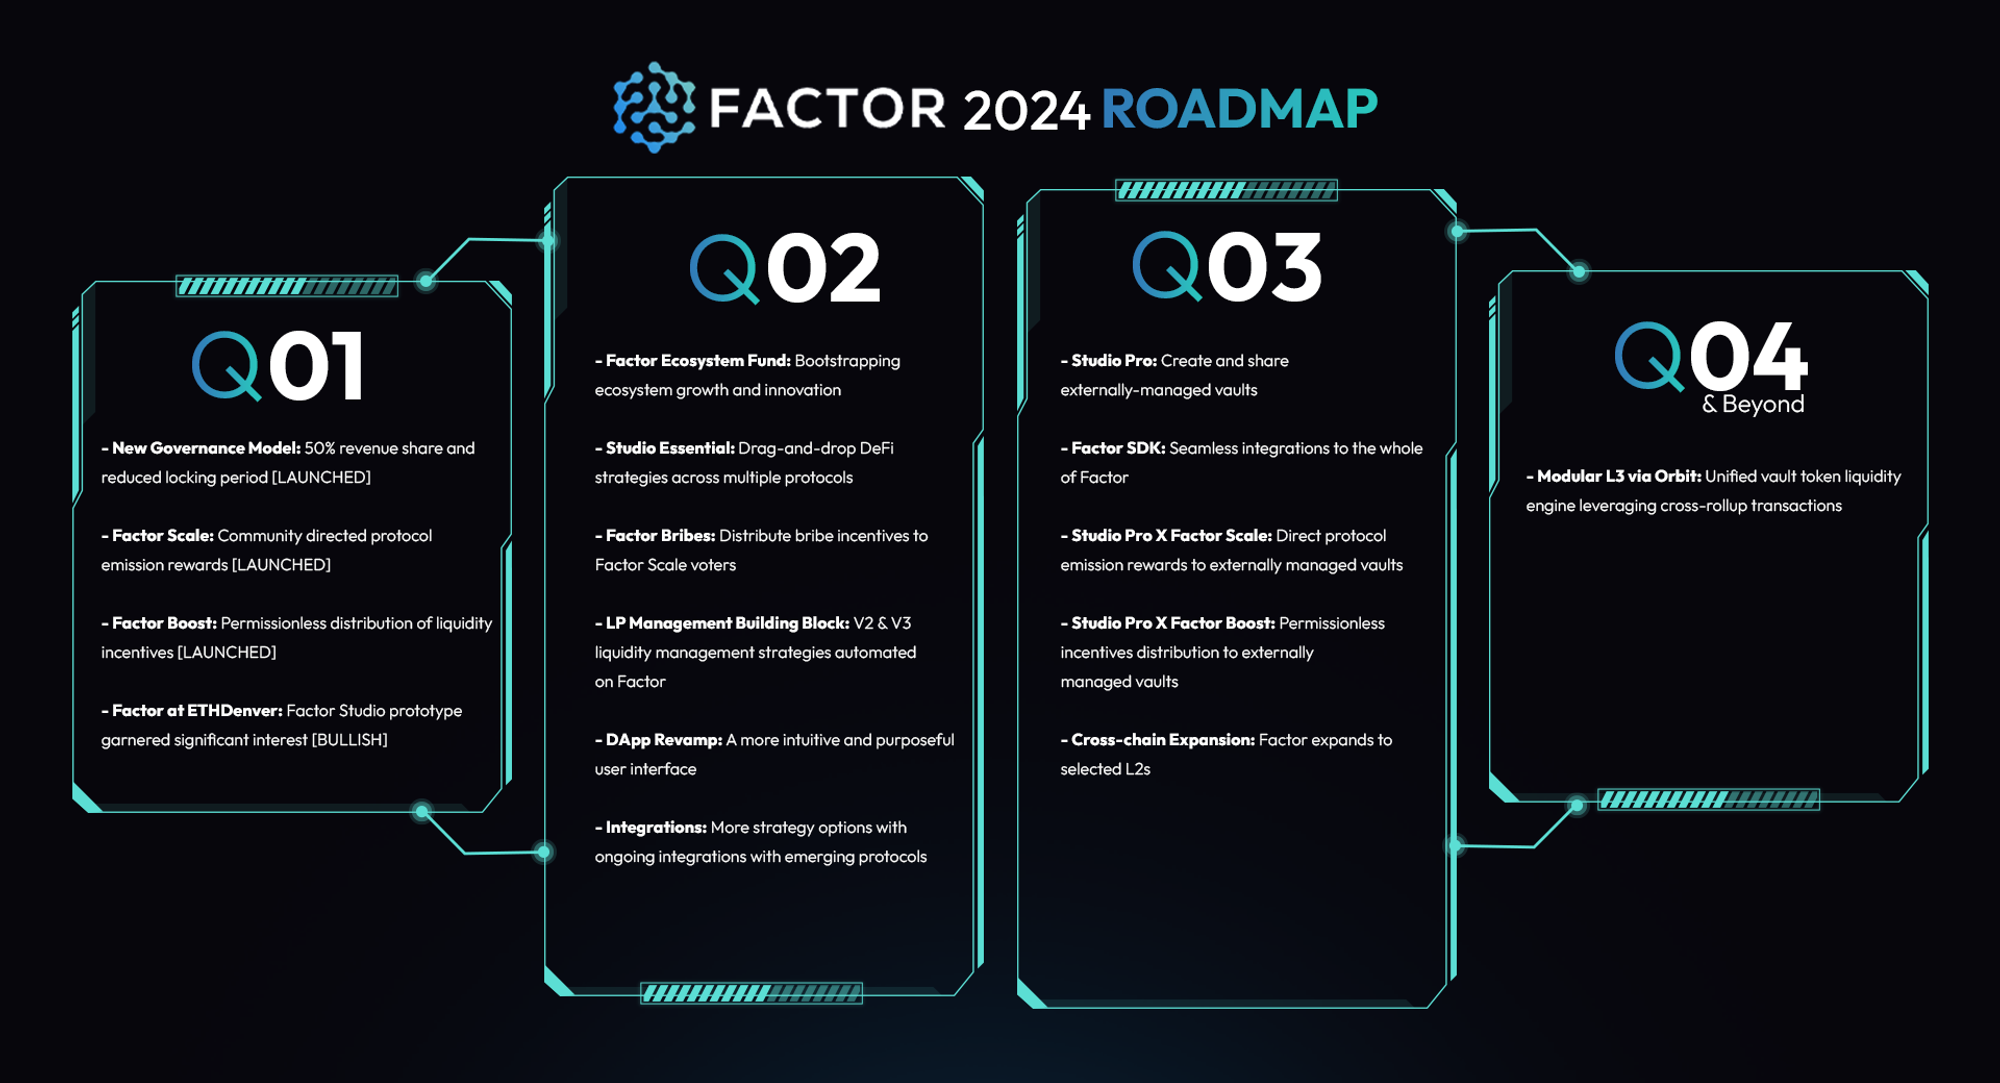 FACTOR 2024 ROADMAP
Q01
- New Governance Model: 50% revenue share and
reduced locking period [LAUNCHED]
- Factor Scale: Community directed protocol
emission rewards [LAUNCHED]
- Factor Boost: Permissionless distribution of liquidity
incentives [LAUNCHED]
- Factor at ETHDenver: Factor Studio prototype
garnered significant interest [BULLISH]
Q02
- Factor Ecosystem Fund: Bootstrapping
ecosystem growth and innovation
- Studio Essential: Drag-and-drop DeFi
strategies across multiple protocols
- Factor Bribes: Distribute bribe incentives to
Factor Scale voters
- LP Management Building Block: V2 & V3
liquidity management strategies automated
on Factor
- DApp Revamp: A more intuitive and purposeful
user interface
- Integrations: More strategy options with
ongoing integrations with emerging protocols
Q03
- Studio Pro: Create and share
externally-managed vaults
- Factor SDK: Seamless integrations to the whole
of Factor
- Studio Pro X Factor Scale: Direct protocol
emission rewards to externally managed vaults
- Studio Pro X Factor Boost: Permissionless
incentives distribution to externally
managed vaults
- Cross-chain Expansion: Factor expands to
selected L2s
Q04
& Beyond
- Modular L3 via Orbit: Unified vault token liquidity
engine leveraging cross-rollup transactions